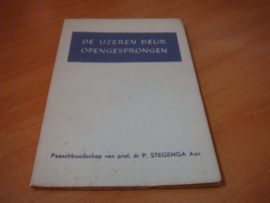 DE IJZEREN DEUR
OPENGESPRONGEN
Paaschboodschap van prof. dr P. STEGENGA Azn